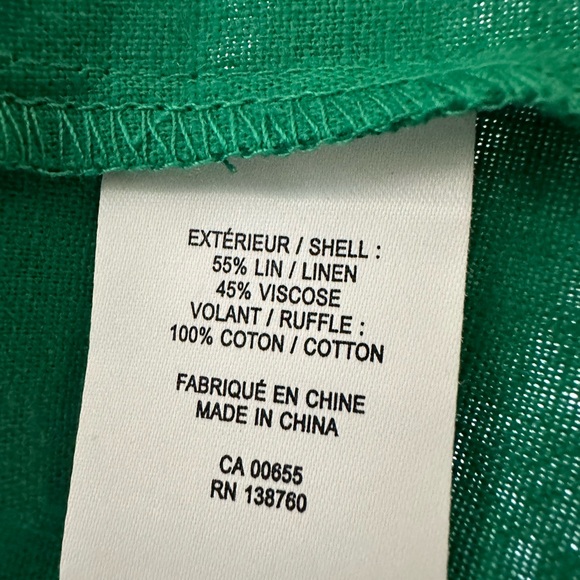 EXTÉRIEUR / SHELL :
55% LIN / LINEN
45% VISCOSE
VOLANT / RUFFLE :
100% COTON / COTTON
FABRIQUÉ EN CHINE
MADE IN CHINA
CA 00655
RN 138760